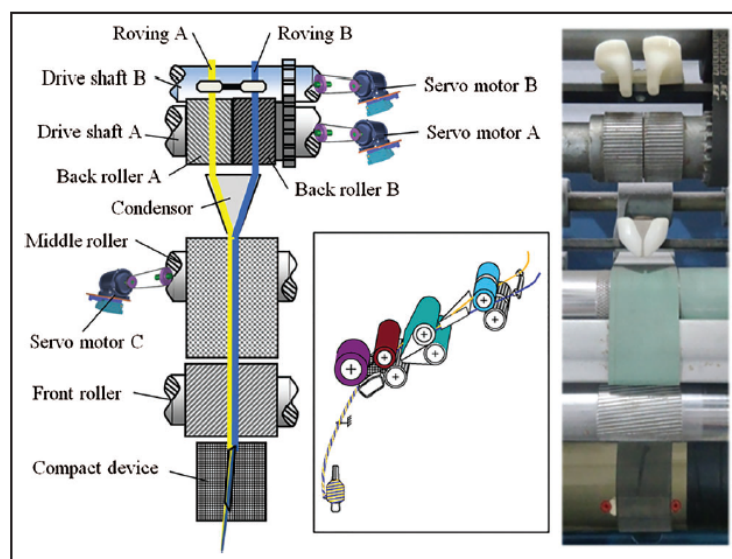 Roving A
Roving B
Drive shaft B
Servo motor B
Drive shaft A
Servo motor A
Back roller A
Back roller B
Condensor
Middle roller
Servo motor C
Front roller
Compact device